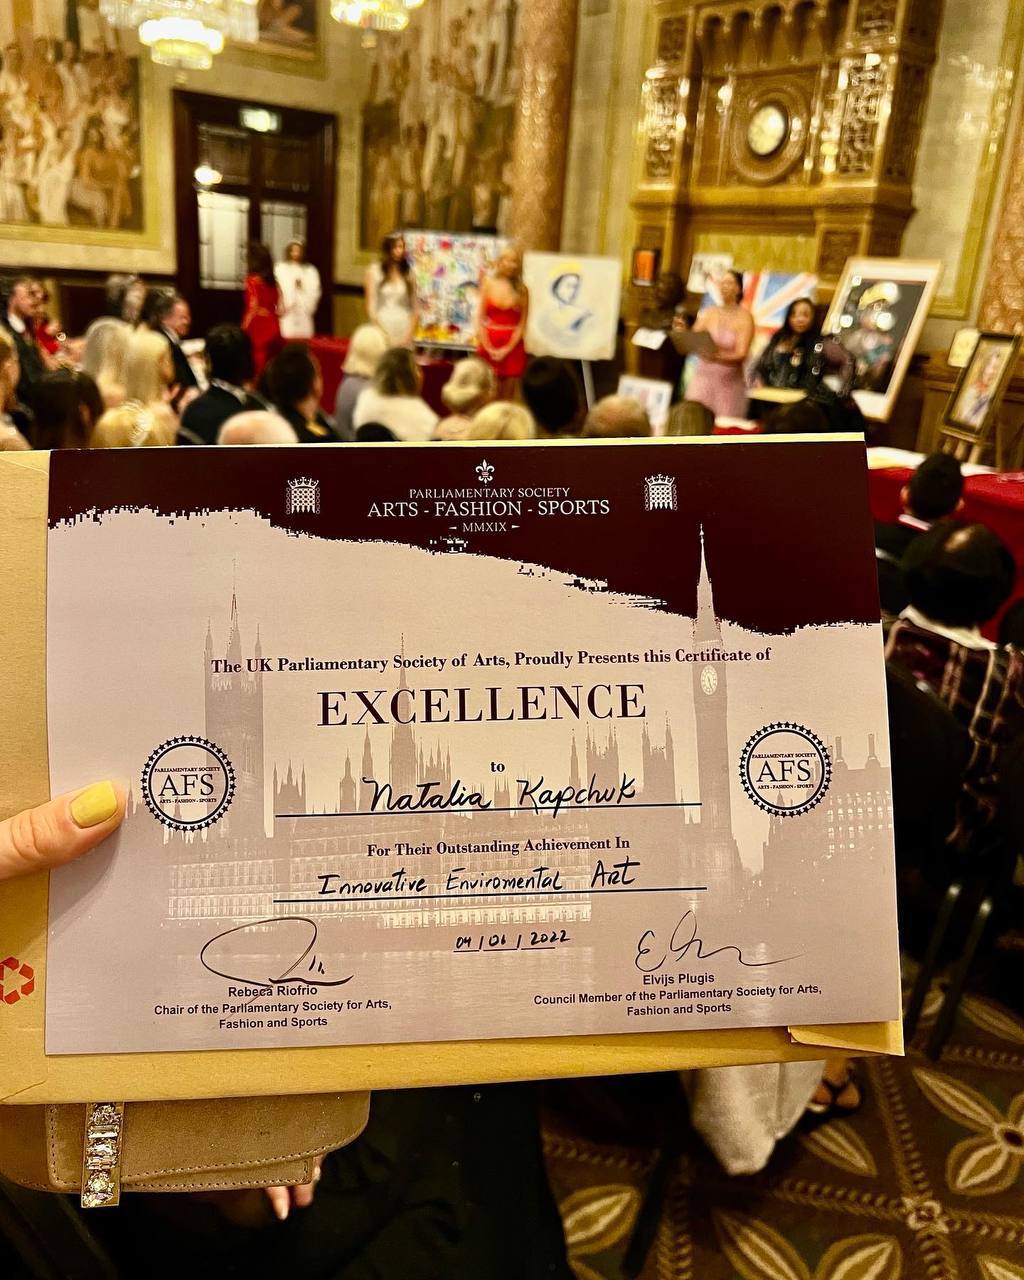 PARLIAMENTARY SOCIETY
ARTS - FASHION - SPORTS
- MMXIX -
The UK Parliamentary Society of Arts, Proudly Presents this Certificate of
EXCELLENCE
to
Natalia Kapchuk
PARLIAMENTARY SOCIETY
AFS
ARTS - FASHION - SPORTS
PARLIAMENTARY SOCIETY
AFS
ARTS - FASHION - SPORTS
For Their Outstanding Achievement In
Innovative Enviromental Art
04/06/2022
Rebeca Riofrio
Chair of the Parliamentary Society for Arts,
Fashion and Sports
Elvijs Plugis
Council Member of the Parliamentary Society for Arts,
Fashion and Sports